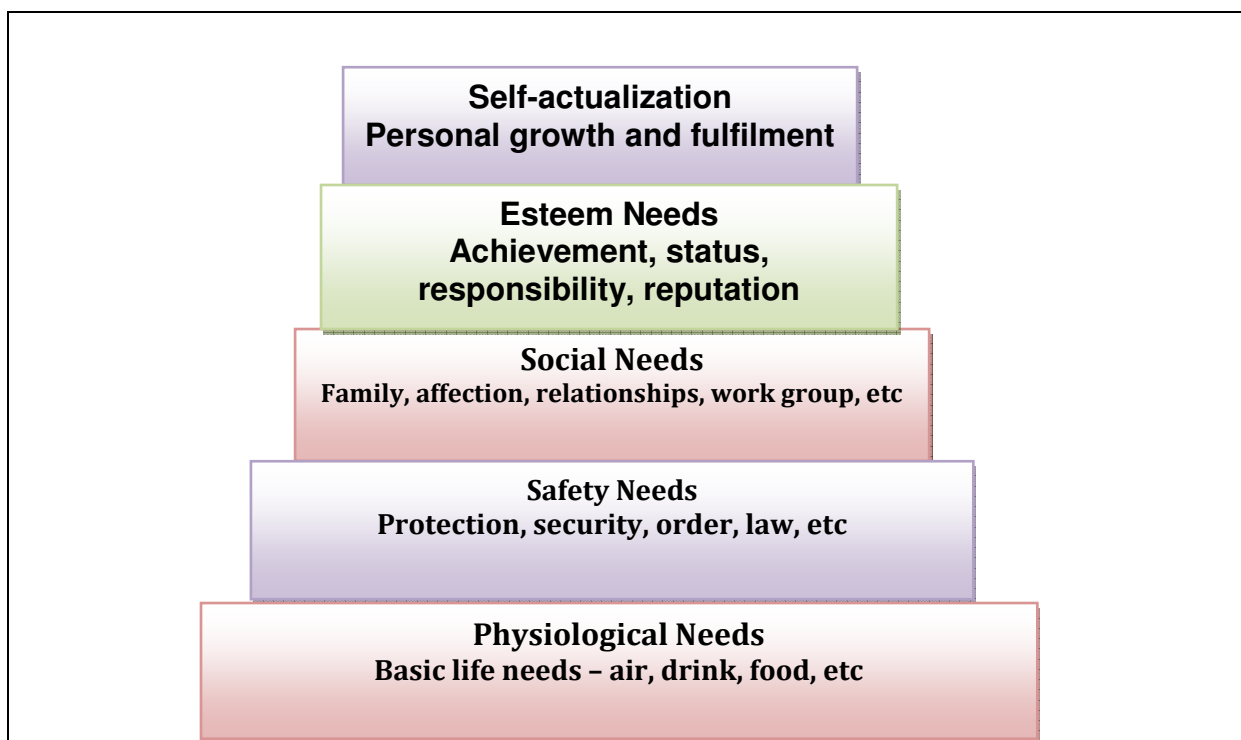 Self-actualization
Personal growth and fulfilment
Esteem Needs
Achievement, status,
responsibility, reputation
Social Needs
Family, affection, relationships, work group, etc
Safety Needs
Protection, security, order, law, etc
Physiological Needs
Basic life needs – air, drink, food, etc